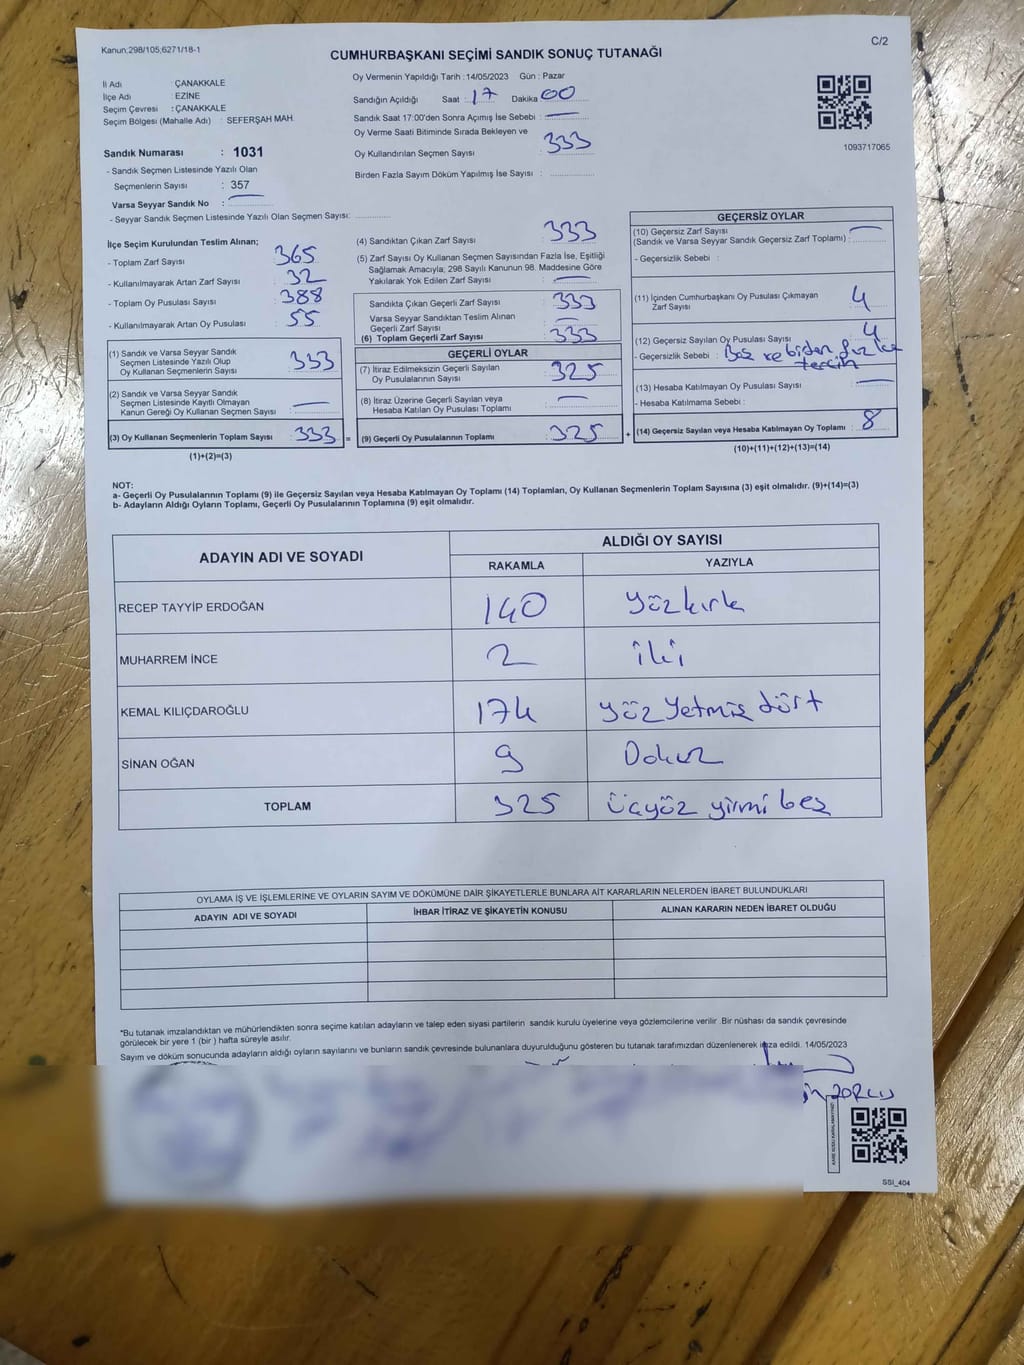 Kanun;298/105;6271/18-1
C/2
CUMHURBAŞKANI SEÇİMİ SANDIK SONUÇ TUTANAĞI
İl Adı : ÇANAKKALE
İlçe Adı : EZİNE
Seçim Çevresi : ÇANAKKALE
Seçim Bölgesi (Mahalle Adı) : SEFERŞAH MAH.
Sandık Numarası : 1031
- Sandık Seçmen Listesinde Yazılı Olan
Seçmenlerin Sayısı : 357
Varsa Seyyar Sandık No :
- Seyyar Sandık Seçmen Listesinde Yazılı Olan Seçmen Sayısı:
Oy Vermenin Yapıldığı Tarih : 14/05/2023 Gün : Pazar
Sandığın Açıldığı Saat : 17 Dakika 00
Sandık Saat 17:00'den Sonra Açımış İse Sebebi :
Oy Verme Saati Bitiminde Sırada Bekleyen ve
Oy Kullandırılan Seçmen Sayısı : 333
Birden Fazla Sayım Döküm Yapılmış İse Sayısı :
1093717065
İlçe Seçim Kurulundan Teslim Alınan;
- Toplam Zarf Sayısı 365
- Kullanılmayarak Artan Zarf Sayısı : 32
- Toplam Oy Pusulası Sayısı : 388
- Kullanılmayarak Artan Oy Pusulası : 55
(1) Sandık ve Varsa Seyyar Sandık
Seçmen Listesinde Yazılı Olup
Oy Kullanan Seçmenlerin Sayısı : 333
(2) Sandık ve Varsa Seyyar Sandık
Seçmen Listesinde Kayıtlı Olmayan
Kanun Gereği Oy Kullanan Seçmen Sayısı :
(3) Oy Kullanan Seçmenlerin Toplam Sayısı : 333 =
(1)+(2)=(3)
(4) Sandıktan Çıkan Zarf Sayısı : 333
(5) Zarf Sayısı Oy Kullanan Seçmen Sayısından Fazla İse, Eşitliği
Sağlamak Amacıyla; 298 Sayılı Kanunun 98. Maddesine Göre
Yakılarak Yok Edilen Zarf Sayısı :
Sandıkta Çıkan Geçerli Zarf Sayısı : 333
Varsa Seyyar Sandıktan Teslim Alınan
Geçerli Zarf Sayısı :
(6) Toplam Geçerli Zarf Sayısı : 333
GEÇERLİ OYLAR
(7) İtiraz Edilmeksizin Geçerli Sayılan
Oy Pusulalarının Sayısı : 325
(8) İtiraz Üzerine Geçerli Sayılan veya
Hesaba Katılan Oy Pusulası Toplamı :
(9) Geçerli Oy Pusulalarının Toplamı : 325 +
GEÇERSİZ OYLAR
(10) Geçersiz Zarf Sayısı
(Sandık ve Varsa Seyyar Sandık Geçersiz Zarf Toplamı) :
- Geçersizlik Sebebi :
(11) İçinden Cumhurbaşkanı Oy Pusulası Çıkmayan
Zarf Sayısı : 4
(12) Geçersiz Sayılan Oy Pusulası Sayısı : 4
- Geçersizlik Sebebi : Boş ve birden fazla
tercih
(13) Hesaba Katılmayan Oy Pusulası Sayısı :
- Hesaba Katılmama Sebebi :
(14) Geçersiz Sayılan veya Hesaba Katılmayan Oy Toplamı : 8
(10)+(11)+(12)+(13)=(14)
NOT:
a- Geçerli Oy Pusulalarının Toplamı (9) ile Geçersiz Sayılan veya Hesaba Katılmayan Oy Toplamı (14) Toplamları, Oy Kullanan Seçmenlerin Toplam Sayısına (3) eşit olmalıdır. (9)+(14)=(3)
b- Adayların Aldığı Oyların Toplamı, Geçerli Oy Pusulalarının Toplamına (9) eşit olmalıdır.
ADAYIN ADI VE SOYADI
ALDIĞI OY SAYISI
RAKAMLA YAZIYLA
RECEP TAYYİP ERDOĞAN 140 yözkırk
MUHARREM İNCE 2 iki
KEMAL KILIÇDAROĞLU 174 yöz yetmiş dört
SİNAN OĞAN 9 Dokuz
TOPLAM 325 üçyöz yirmi beş
OYLAMA İŞ VE İŞLEMLERİNE VE OYLARIN SAYIM VE DÖKÜMÜNE DAİR ŞİKAYETLERLE BUNLARA AİT KARARLARIN NELERDEN İBARET BULUNDUKLARI
ADAYIN ADI VE SOYADI İHBAR İTİRAZ VE ŞİKAYETİN KONUSU ALINAN KARARIN NEDEN İBARET OLDUĞU
*Bu tutanak imzalandıktan ve mühürlendikten sonra seçime katılan adayların ve talep eden siyasi partilerin sandık kurulu üyelerine veya gözlemcilerine verilir .Bir nüshası da sandık çevresinde
görülecek bir yere 1 (bir ) hafta süreyle asılır.
Sayım ve döküm sonucunda adayların aldığı oyların sayılarını ve bunların sandık çevresinde bulunanlara duyurulduğunu gösteren bu tutanak tarafımızdan düzenlenerek imza edildi. 14/05/2023
SSI_404